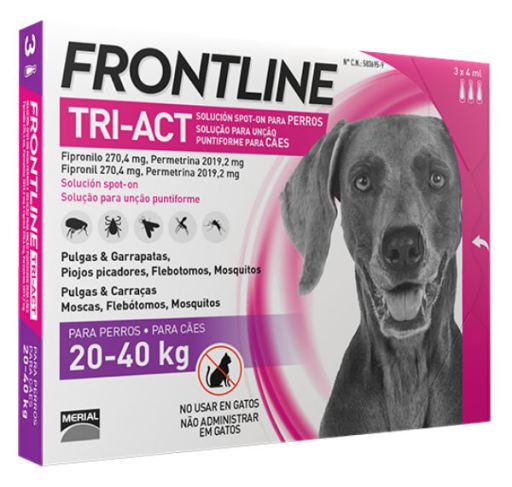 FRONTLINE
Nº C.N.: 583695-9
3 x 4 ml
TRI-ACT
SOLUCIÓN SPOT-ON PARA PERROS
SOLUÇÃO PARA UNÇÃO
PUNTIFORME PARA CÃES
Fipronilo 270,4 mg, Permetrina 2019,2 mg
Fipronil 270,4 mg, Permetrina 2019,2 mg
Solución spot-on
Solução para unção puntiforme
Pulgas & Garrapatas,
Piojos picadores, Flebotomos, Mosquitos
Pulgas & Carraças
Moscas, Flebótomos, Mosquitos
PARA PERROS • PARA CÃES
20-40 kg
NO USAR EN GATOS
NÃO ADMINISTRAR
EM GATOS
MERIAL
3
FRONTLINE TRI-ACT
PARA PERROS
PARA CÃES
20-40 kg